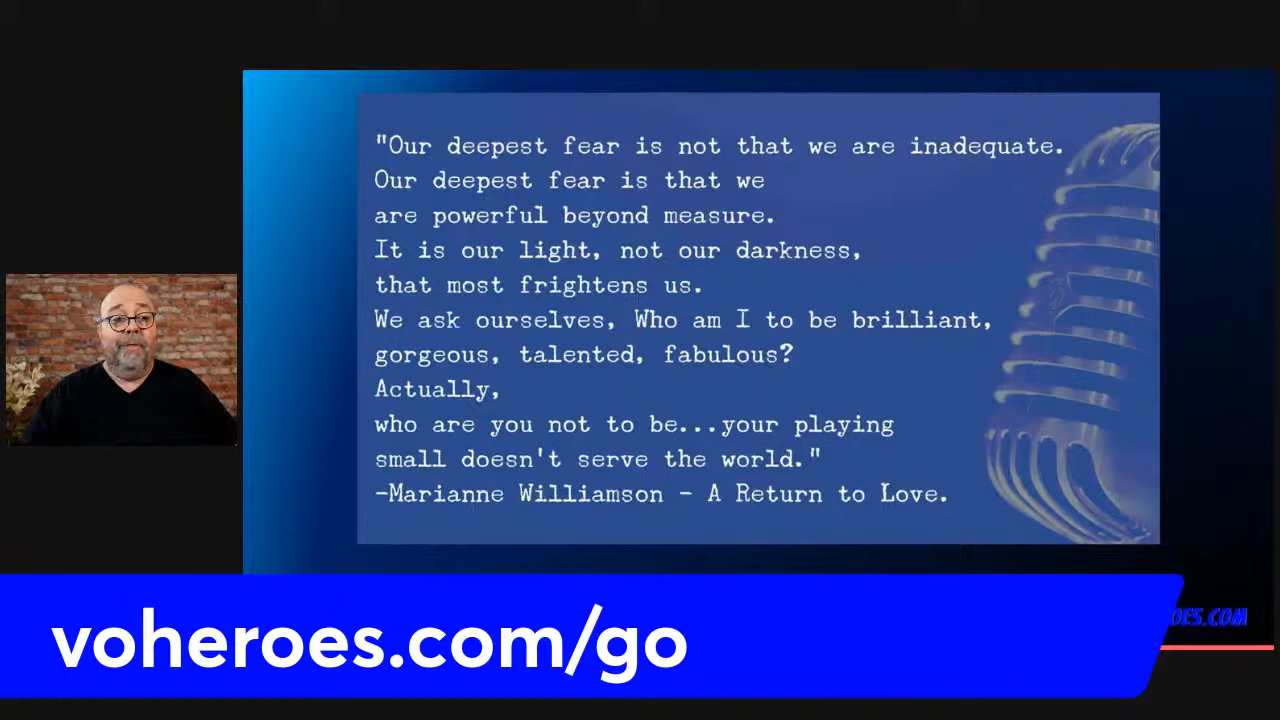 "Our deepest fear is not that we are inadequate.
Our deepest fear is that we
are powerful beyond measure.
It is our light, not our darkness,
that most frightens us.
We ask ourselves, Who am I to be brilliant,
gorgeous, talented, fabulous?
Actually,
who are you not to be...your playing
small doesn't serve the world."
-Marianne Williamson - A Return to Love.
OES.COM
voheroes.com/go